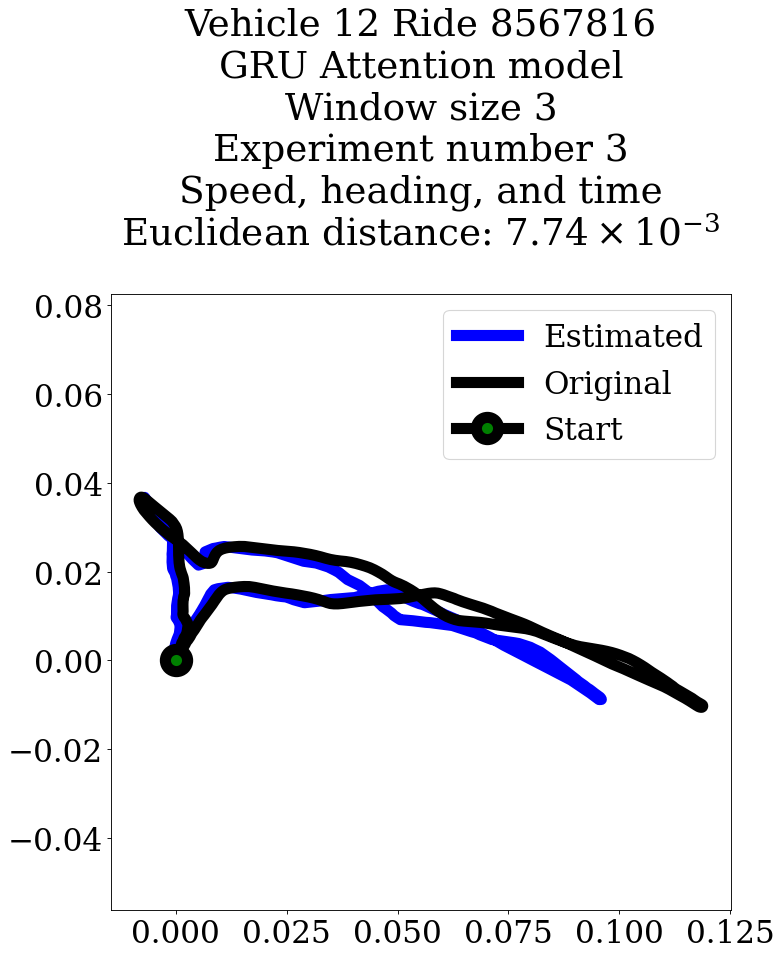 Vehicle 12 Ride 8567816
GRU Attention model
Window size 3
Experiment number 3
Speed, heading, and time
Euclidean distance: 7.74 × 10⁻³
Estimated
Original
Start
0.08
0.06
0.04
0.02
0.00
−0.02
−0.04
0.000 0.025 0.050 0.075 0.100 0.125